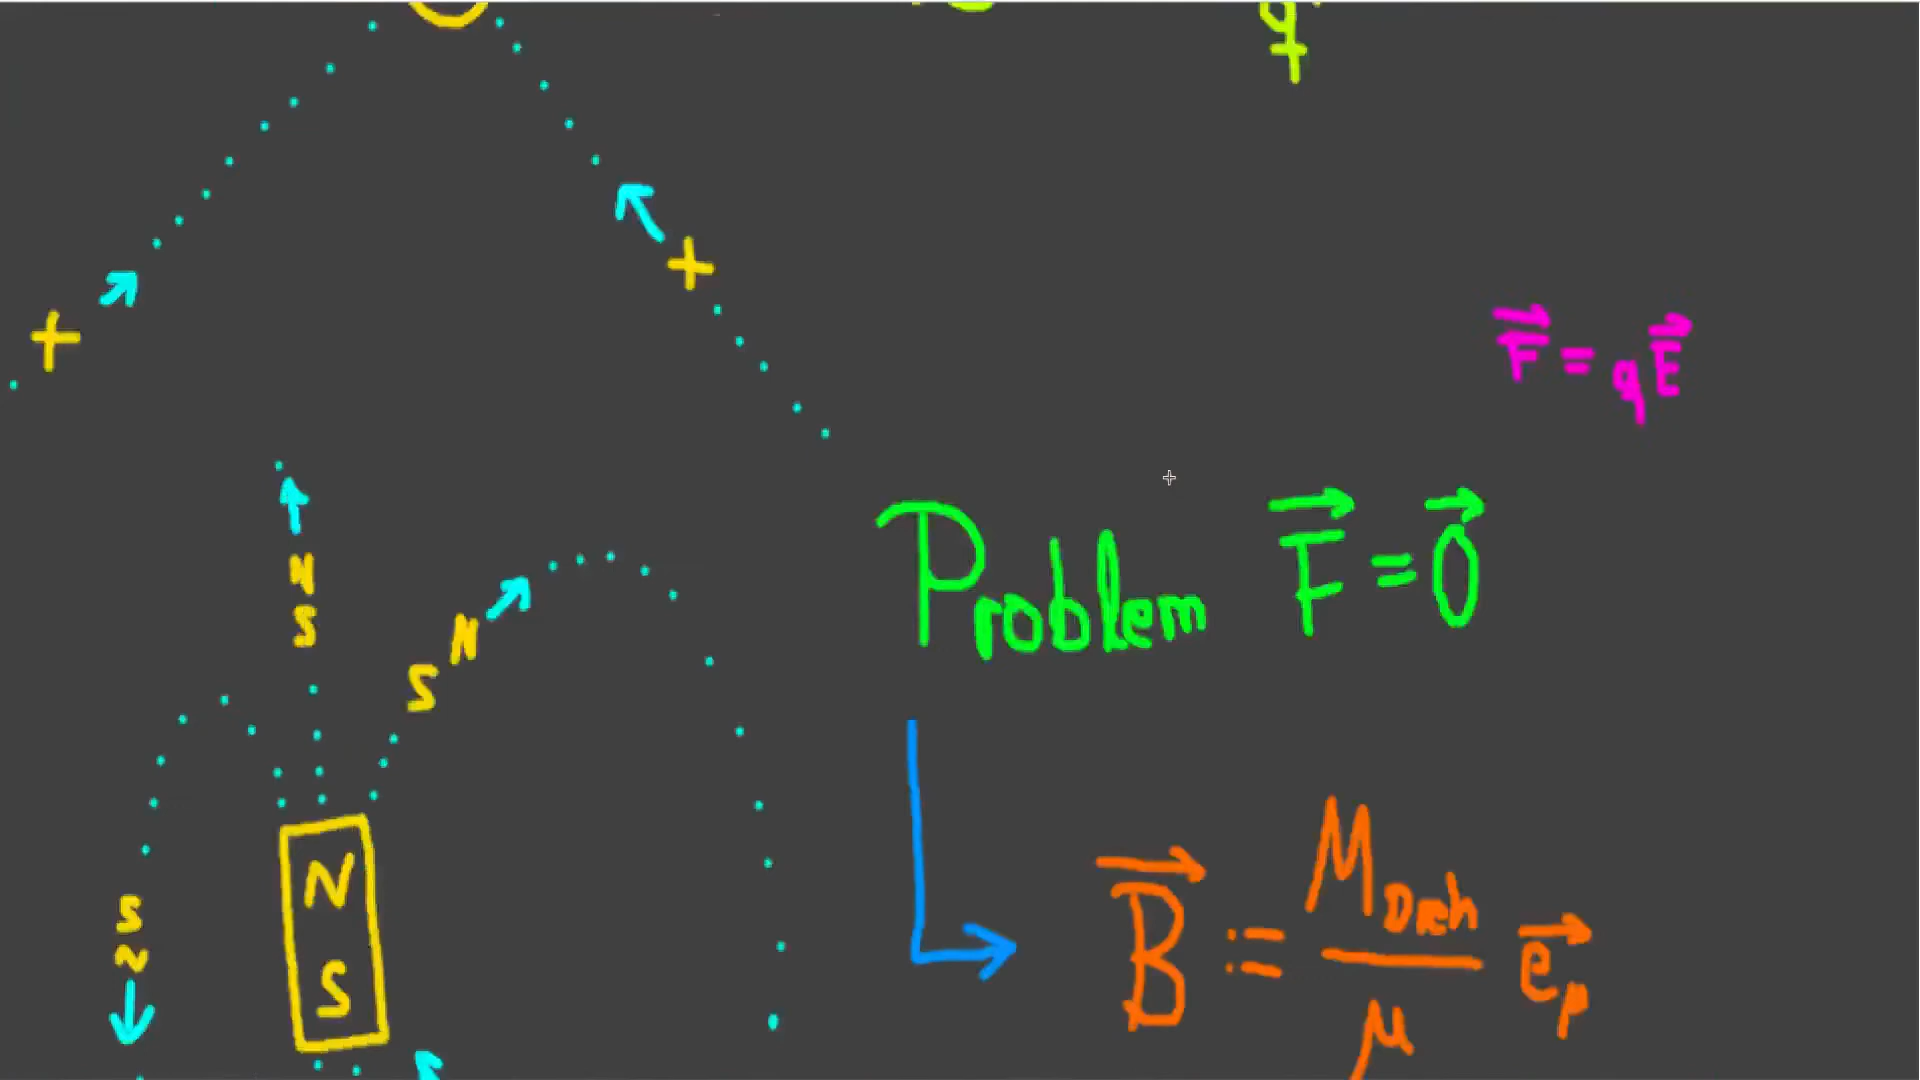 q
+
+
F⃗ = qE⃗
Problem F⃗ = 0⃗
N
S
S N
N
S
S
N
B⃗ := M_Dreh / μ e⃗_p